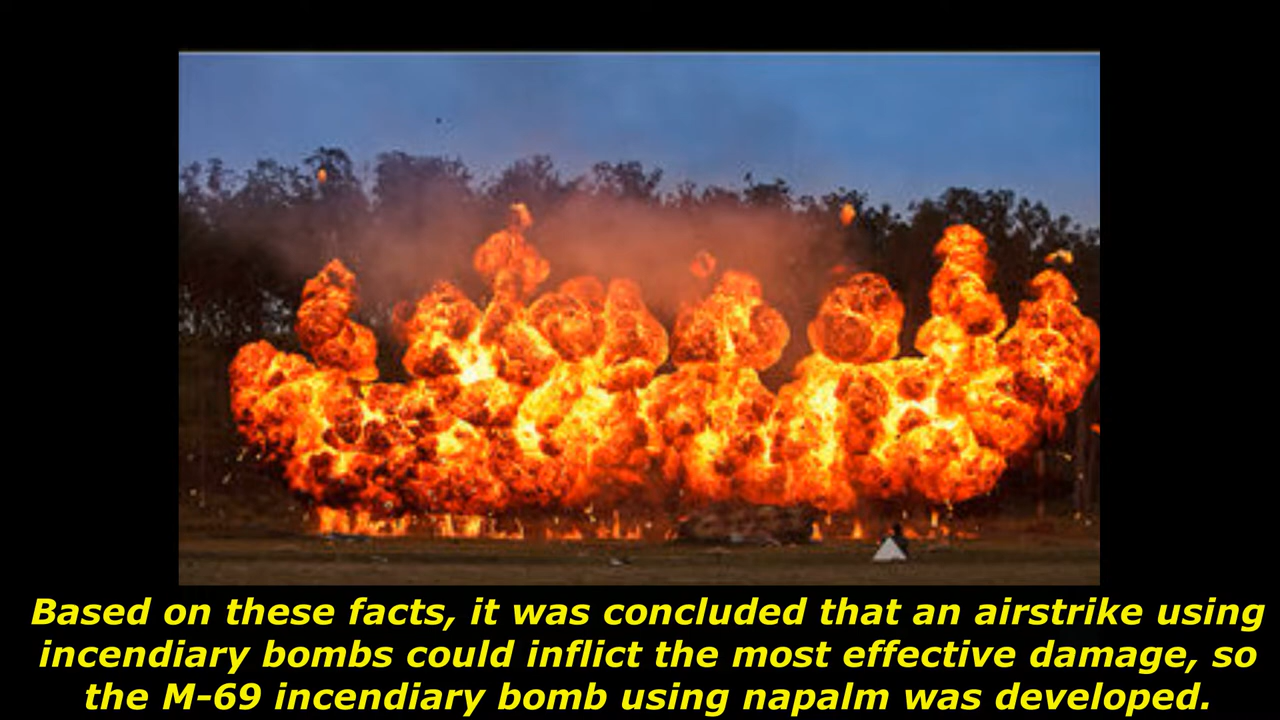 Based on these facts, it was concluded that an airstrike using
incendiary bombs could inflict the most effective damage, so
the M-69 incendiary bomb using napalm was developed.